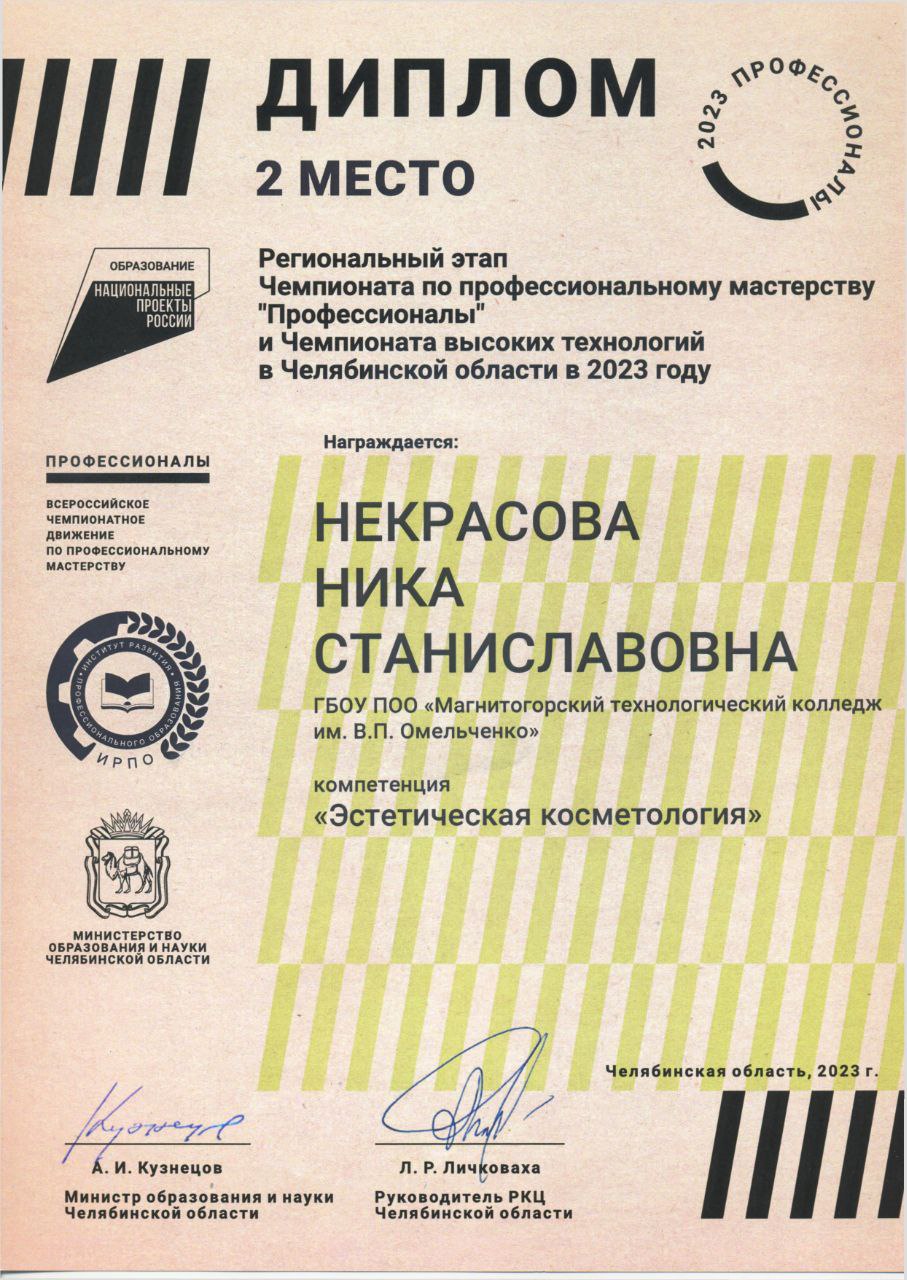 ДИПЛОМ
2 МЕСТО
2023 ПРОФЕССИОНАЛЫ
ОБРАЗОВАНИЕ
НАЦИОНАЛЬНЫЕ
ПРОЕКТЫ
РОССИИ
Региональный этап
Чемпионата по профессиональному мастерству
"Профессионалы"
и Чемпионата высоких технологий
в Челябинской области в 2023 году
Награждается:
ПРОФЕССИОНАЛЫ
ВСЕРОССИЙСКОЕ
ЧЕМПИОНАТНОЕ
ДВИЖЕНИЕ
ПО ПРОФЕССИОНАЛЬНОМУ
МАСТЕРСТВУ
НЕКРАСОВА
НИКА
СТАНИСЛАВОВНА
ГБОУ ПОО «Магнитогорский технологический колледж
им. В.П. Омельченко»
компетенция
«Эстетическая косметология»
ИНСТИТУТ РАЗВИТИЯ
ПРОФЕССИОНАЛЬНОГО ОБРАЗОВАНИЯ
ИРПО
МИНИСТЕРСТВО
ОБРАЗОВАНИЯ И НАУКИ
ЧЕЛЯБИНСКОЙ ОБЛАСТИ
Челябинская область, 2023 г.
А. И. Кузнецов
Министр образования и науки
Челябинской области
Л. Р. Личковаха
Руководитель РКЦ
Челябинской области